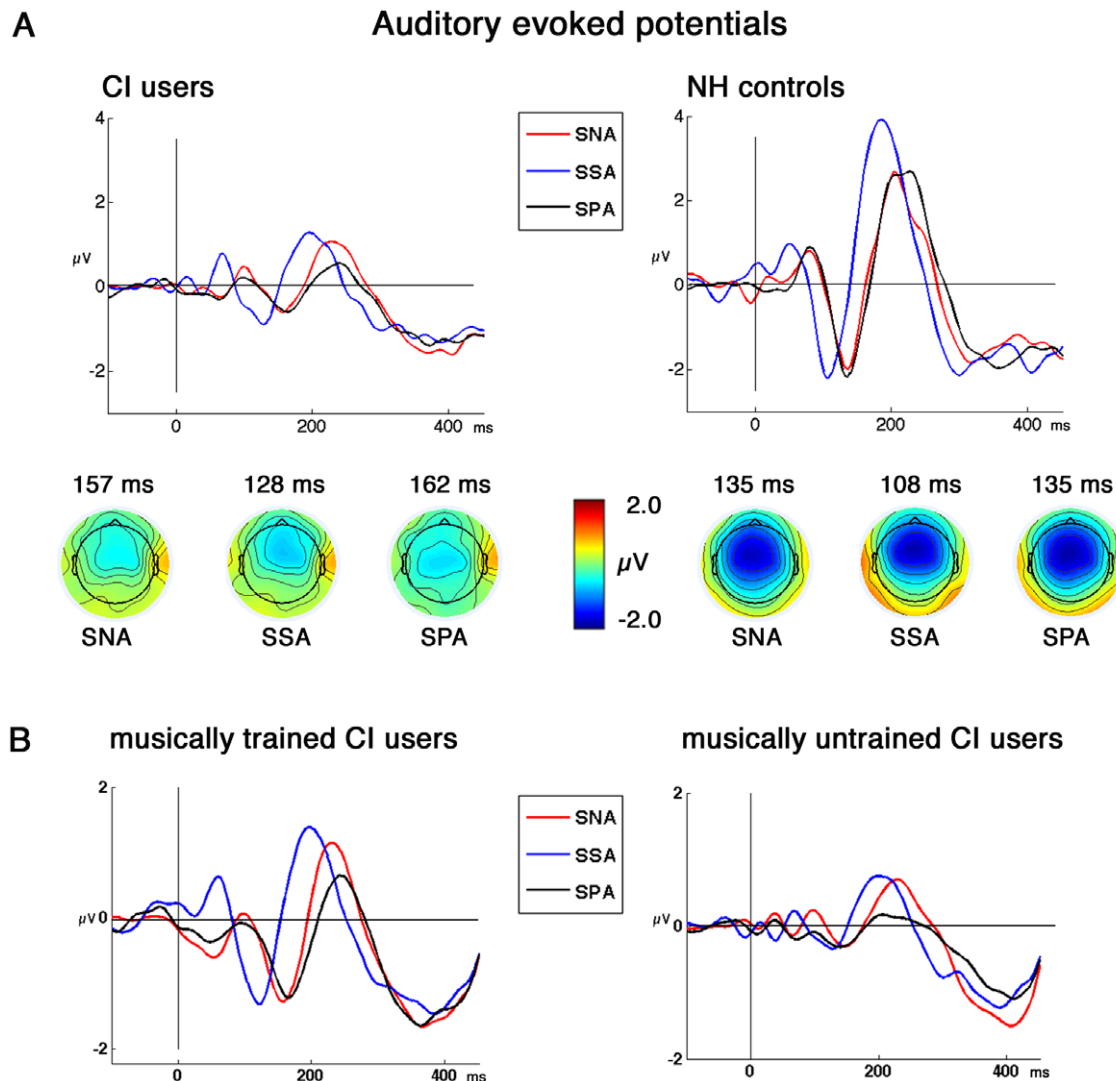 A
Auditory evoked potentials
CI users
NH controls
4
2
0
-2
µV
0
200
400
ms
SNA
SSA
SPA
4
2
0
-2
µV
0
200
400
ms
157 ms
128 ms
162 ms
SNA
SSA
SPA
2.0
µV
-2.0
135 ms
108 ms
135 ms
SNA
SSA
SPA
B
musically trained CI users
musically untrained CI users
2
µV 0
-2
0
200
400
ms
SNA
SSA
SPA
2
µV 0
-2
0
200
400
ms